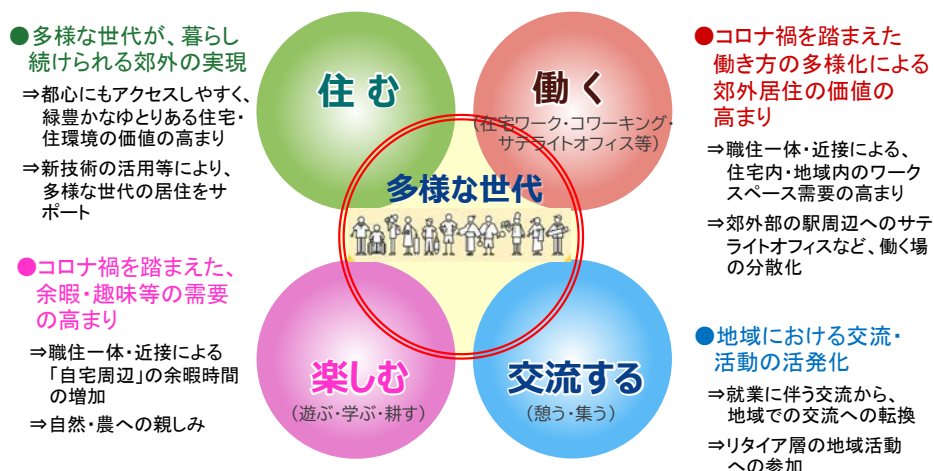 ●多様な世代が、暮らし
続けられる郊外の実現
⇒都心にもアクセスしやすく、
緑豊かなゆとりある住宅・
住環境の価値の高まり
⇒新技術の活用等により、
多様な世代の居住をサ
ポート
●コロナ禍を踏まえた、
余暇・趣味等の需要
の高まり
⇒職住一体・近接による
「自宅周辺」の余暇時間
の増加
⇒自然・農への親しみ
住む
働く
(在宅ワーク・コワーキング・
サテライトオフィス等)
多様な世代
楽しむ
(遊ぶ・学ぶ・耕す)
交流する
(憩う・集う)
●コロナ禍を踏まえた
働き方の多様化による
郊外居住の価値の
高まり
⇒職住一体・近接による、
住宅内・地域内のワーク
スペース需要の高まり
⇒郊外部の駅周辺へのサテ
ライトオフィスなど、働く場
の分散化
●地域における交流・
活動の活発化
⇒就業に伴う交流から、
地域での交流への転換
⇒リタイア層の地域活動
への参加